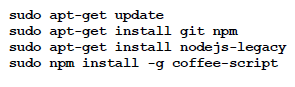 sudo apt-get update
sudo apt-get install git npm
sudo apt-get install nodejs-legacy
sudo npm install -g coffee-script